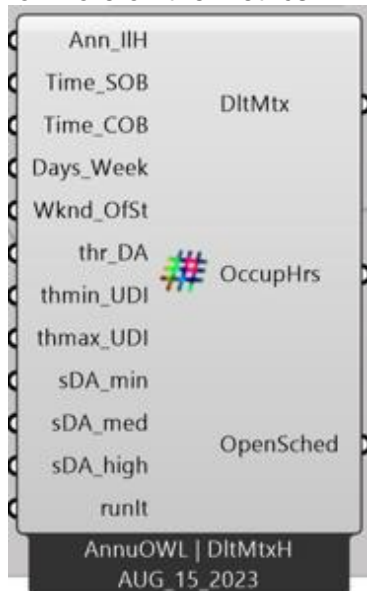 Ann_IlH
Time_SOB
Time_COB
Days_Week
Wknd_OfSt
thr_DA
thmin_UDI
thmax_UDI
sDA_min
sDA_med
sDA_high
runIt
DltMtx
OccupHrs
OpenSched
AnnuOWL | DltMtxH
AUG_15_2023